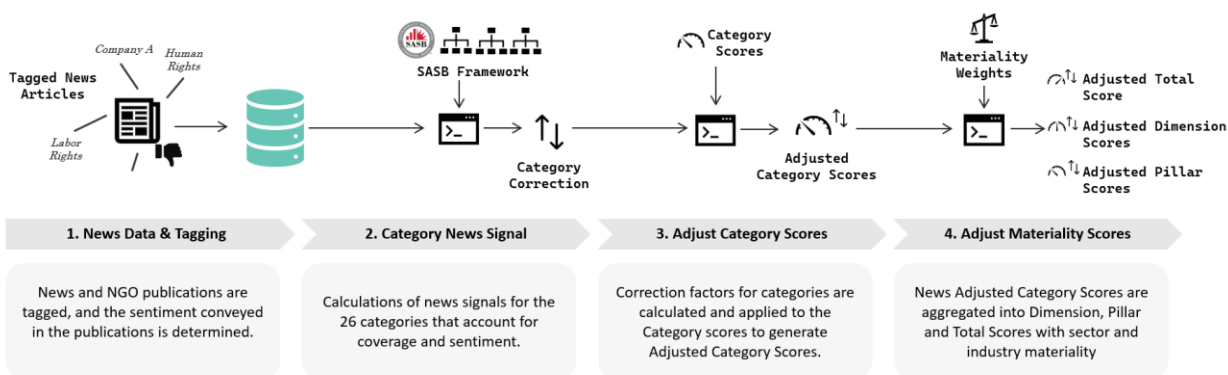 Company A
Human
Rights
Tagged News
Articles
Labor
Rights
SASB
SASB Framework
>_
Category
Correction
Category
Scores
>_
Adjusted
Category Scores
Materiality
Weights
>_
Adjusted Total
Score
Adjusted Dimension
Scores
Adjusted Pillar
Scores
1. News Data & Tagging
2. Category News Signal
3. Adjust Category Scores
4. Adjust Materiality Scores
News and NGO publications are
tagged, and the sentiment conveyed
in the publications is determined.
Calculations of news signals for the
26 categories that account for
coverage and sentiment.
Correction factors for categories are
calculated and applied to the
Category scores to generate
Adjusted Category Scores.
News Adjusted Category Scores are
aggregated into Dimension, Pillar
and Total Scores with sector and
industry materiality